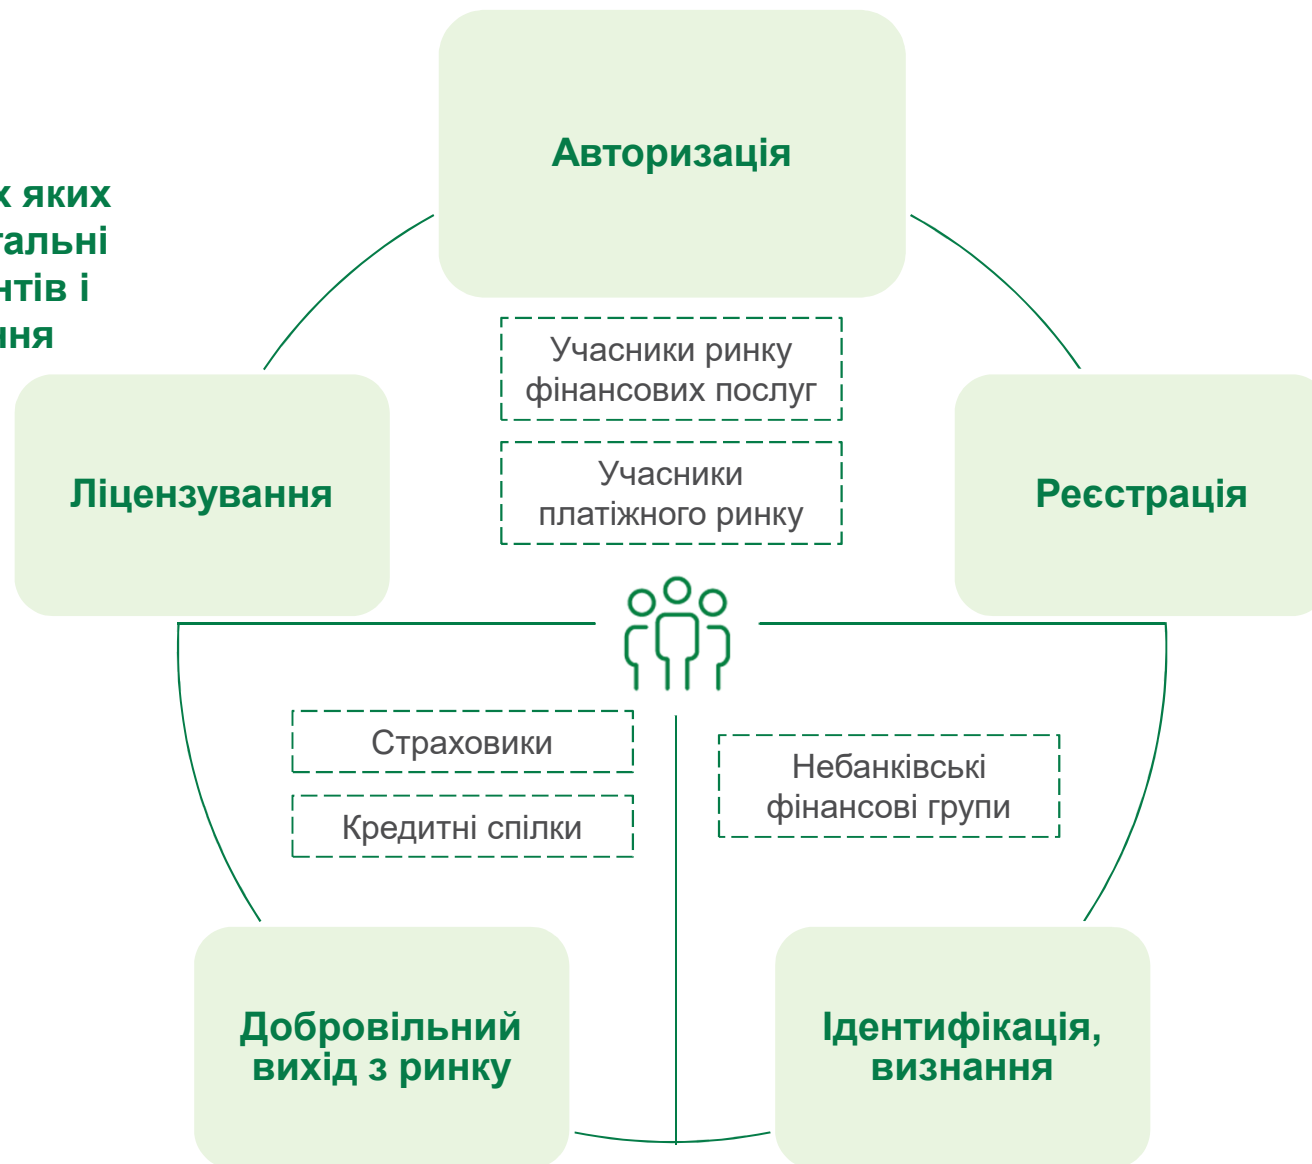 Авторизація
х яких
нтів і
ння
Учасники ринку
фінансових послуг
Учасники
платіжного ринку
Ліцензування
Реєстрація
Страховики
Кредитні спілки
Небанківські
фінансові групи
Добровільний
вихід з ринку
Ідентифікація,
визнання